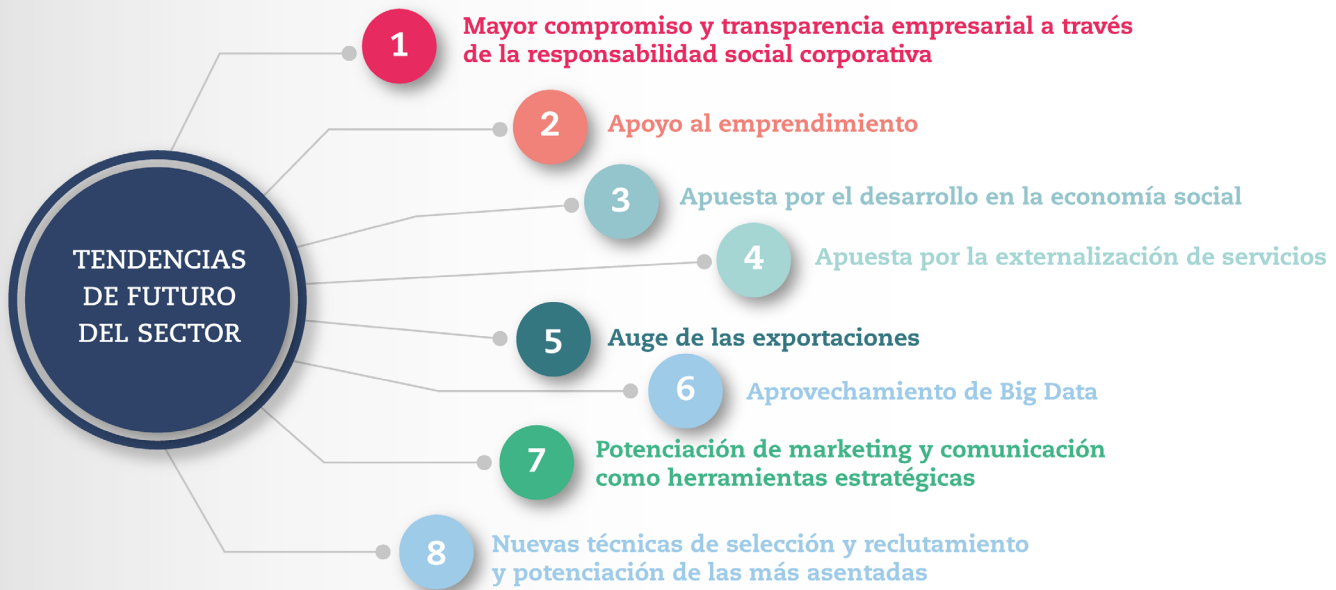 TENDENCIAS
DE FUTURO
DEL SECTOR
1
Mayor compromiso y transparencia empresarial a través
de la responsabilidad social corporativa
2
Apoyo al emprendimiento
3
Apuesta por el desarrollo en la economía social
4
Apuesta por la externalización de servicios
5
Auge de las exportaciones
6
Aprovechamiento de Big Data
7
Potenciación de marketing y comunicación
como herramientas estratégicas
8
Nuevas técnicas de selección y reclutamiento
y potenciación de las más asentadas